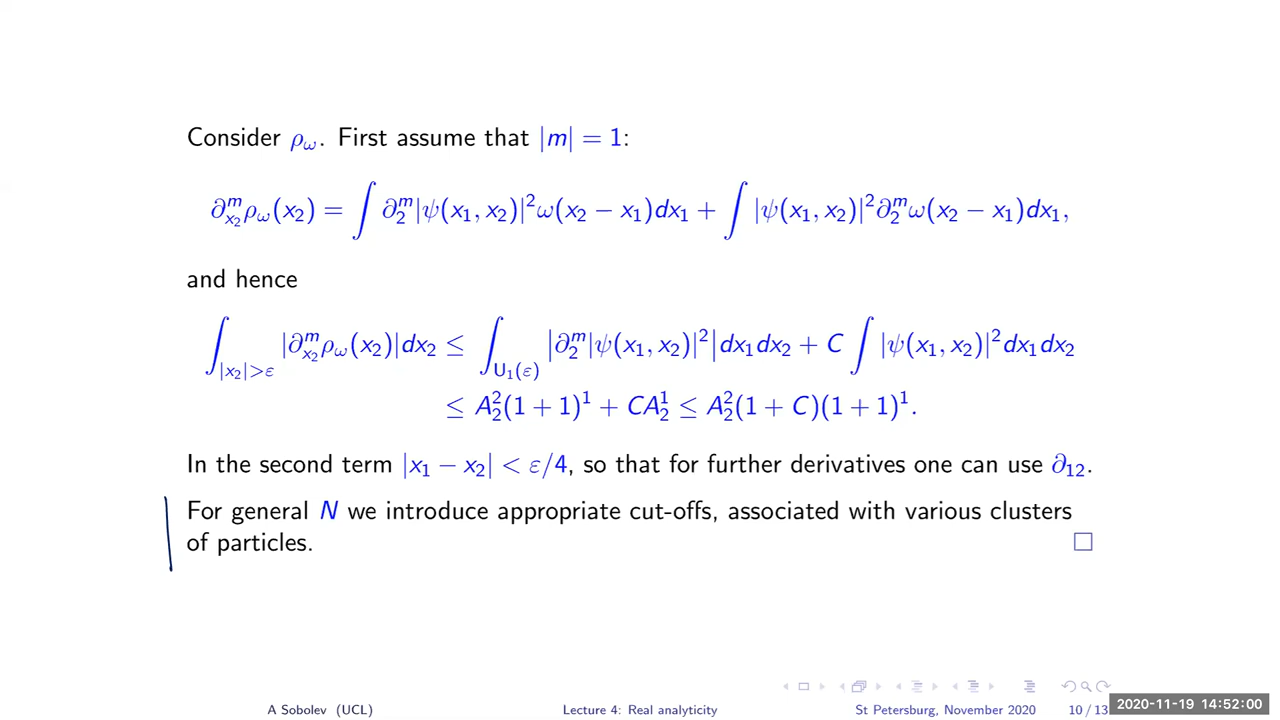 Consider ρ_ω. First assume that |m| = 1:
∂^m_{x_2} ρ_ω(x_2) = ∫ ∂^m_2 |ψ(x_1, x_2)|^2 ω(x_2 − x_1)dx_1 + ∫ |ψ(x_1, x_2)|^2 ∂^m_2 ω(x_2 − x_1)dx_1,
and hence
∫_{|x_2|>ε} |∂^m_{x_2} ρ_ω(x_2)|dx_2 ≤ ∫_{U_1(ε)} |∂^m_2 |ψ(x_1, x_2)|^2| dx_1dx_2 + C ∫ |ψ(x_1, x_2)|^2 dx_1dx_2
≤ A^2_2(1 + 1)^1 + CA^1_2 ≤ A^2_2(1 + C)(1 + 1)^1.
In the second term |x_1 − x_2| < ε/4, so that for further derivatives one can use ∂_{12}.
For general N we introduce appropriate cut-offs, associated with various clusters
of particles. □
A Sobolev (UCL) Lecture 4: Real analyticity St Petersburg, November 2020 10 / 13
2020-11-19 14:52:00